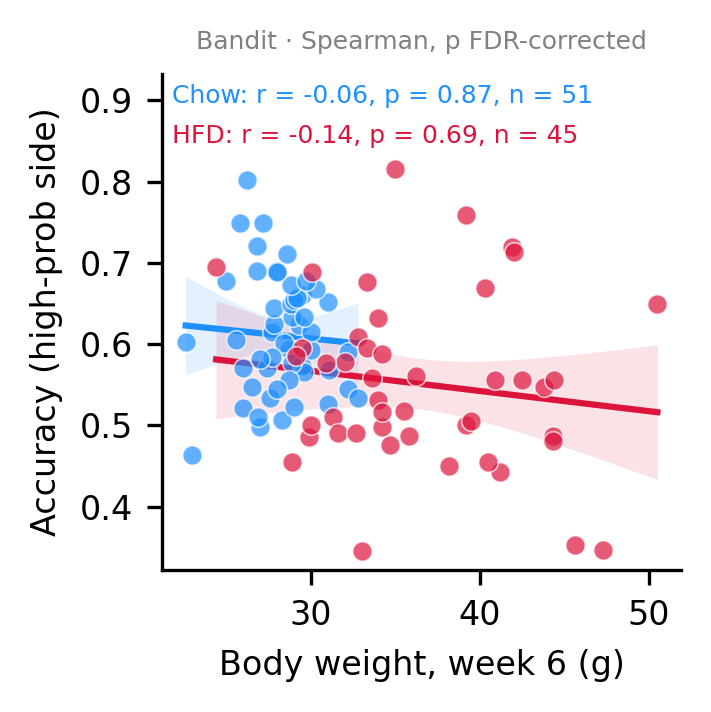 Bandit · Spearman, p FDR-corrected
Chow: r = -0.06, p = 0.87, n = 51
HFD: r = -0.14, p = 0.69, n = 45
Accuracy (high-prob side)
0.9
0.8
0.7
0.6
0.5
0.4
30 40 50
Body weight, week 6 (g)